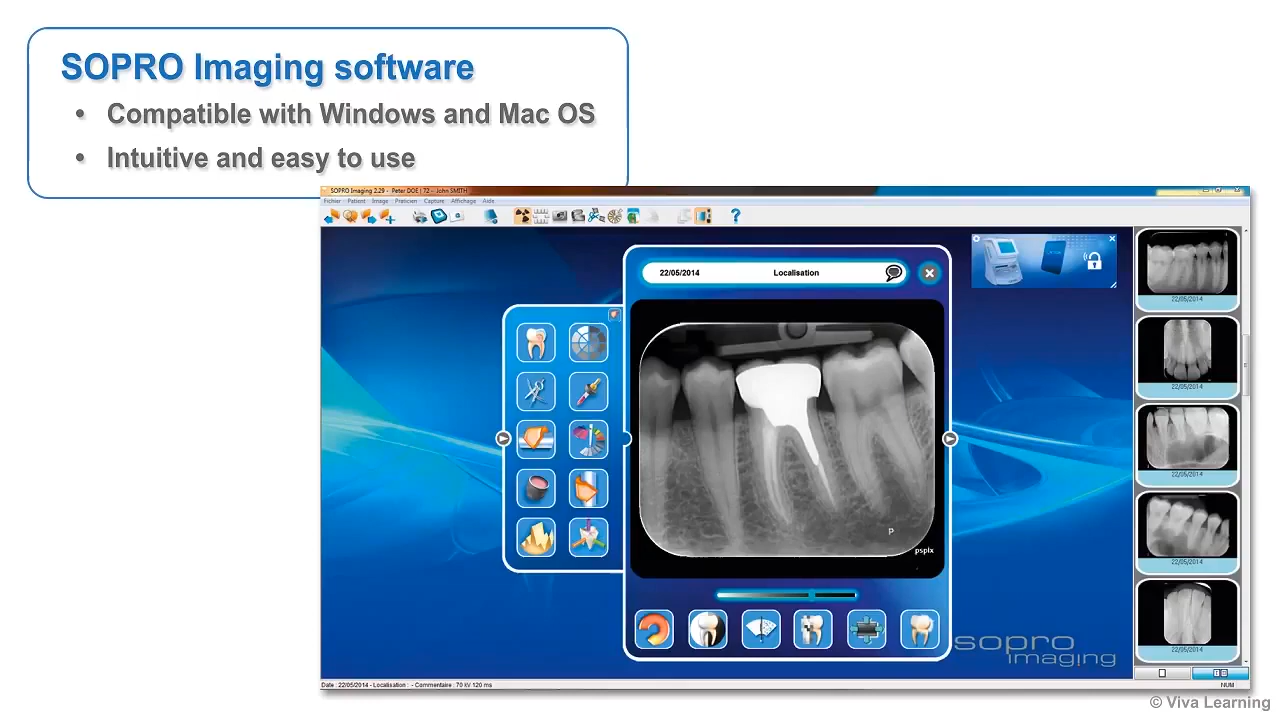 SOPRO Imaging software
• Compatible with Windows and Mac OS
• Intuitive and easy to use
SOPRO Imaging 2.29 - Peter DOE | 72 -- John SMITH
Fichier Patient Image Praticien Capture Affichage Aide
22/05/2014 Localisation
22/05/2014
22/05/2014
22/05/2014
22/05/2014
22/05/2014
P
pspix
sopro
imaging
Date : 22/05/2014 - Localisation : - Commentaire : 70 kV 120 ms
NUM
© Viva Learning